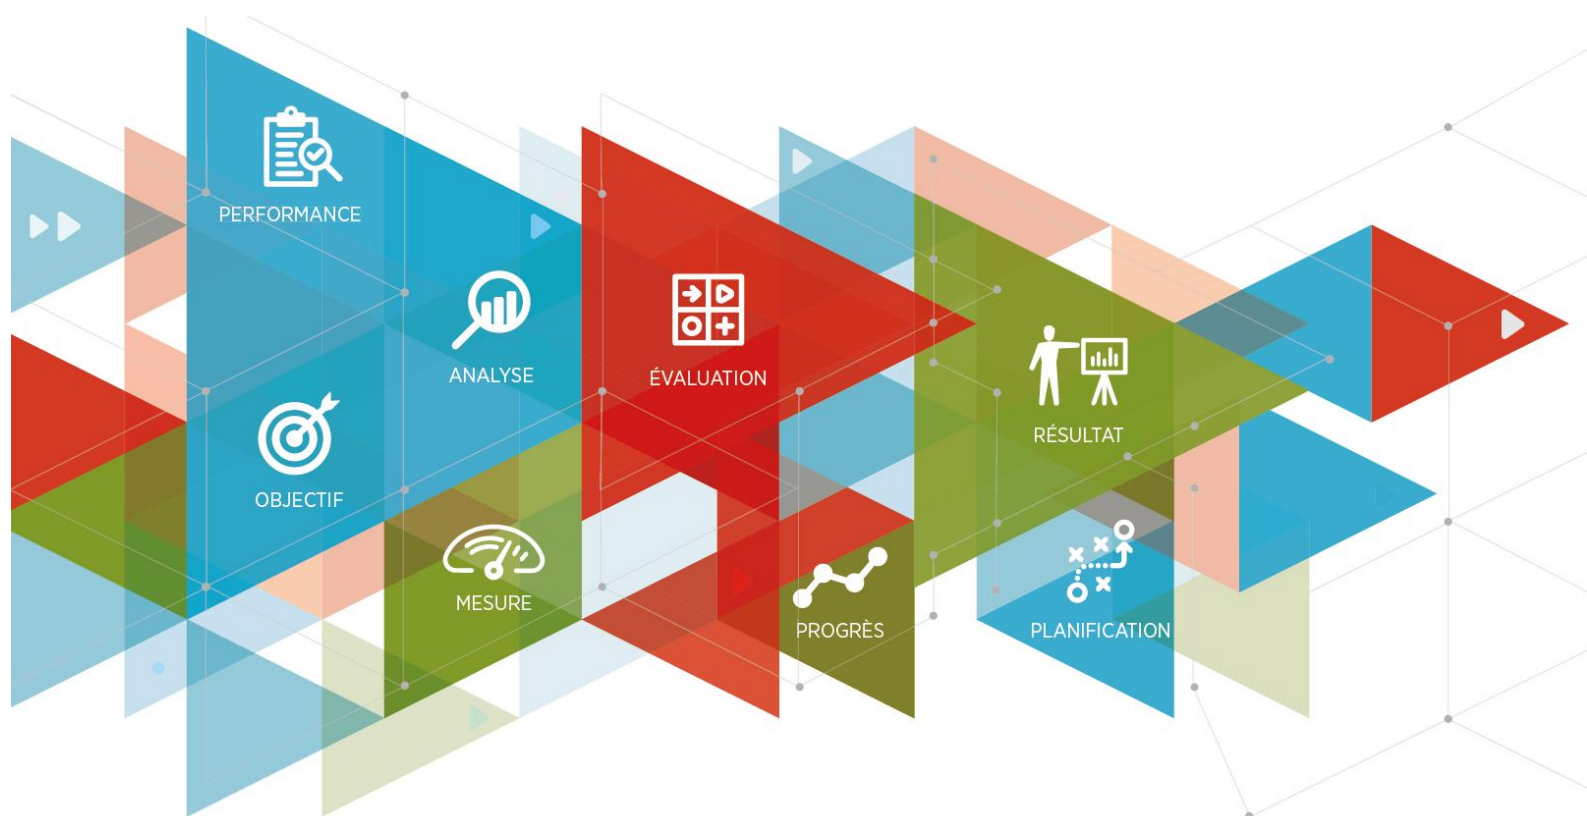 PERFORMANCE
ANALYSE
ÉVALUATION
RÉSULTAT
OBJECTIF
MESURE
PROGRÈS
PLANIFICATION